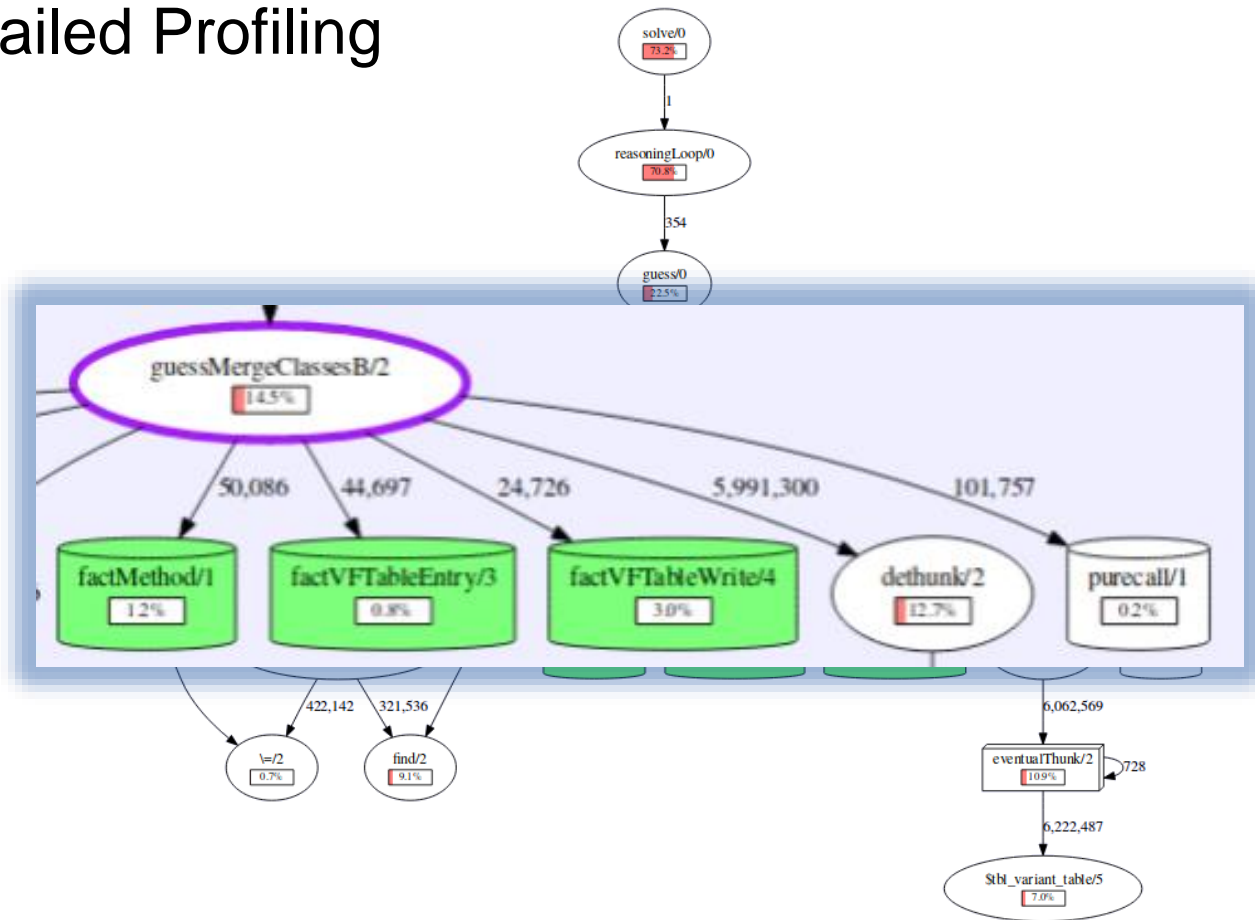 ailed Profiling
solve/0
73.2%
1
reasoningLoop/0
70.8%
354
guess/0
22.5%
guessMergeClassesB/2
14.5%
50,086
44,697
24,726
5,991,300
101,757
factMethod/1
1.2%
factVFTableEntry/3
0.8%
factVFTableWrite/4
3.0%
dethunk/2
12.7%
purecall/1
0.2%
422,142
321,536
6,062,569
\=/2
0.7%
find/2
9.1%
eventualThunk/2
10.9%
728
6,222,487
$tbl_variant_table/5
7.0%